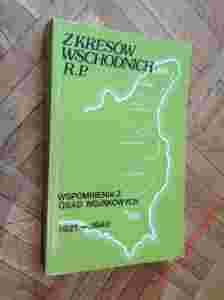 Z KRESÓW
WSCHODNICH
R.P.
WSPOMNIENIA Z
OSAD WOJSKOWYCH
1921 – 1940